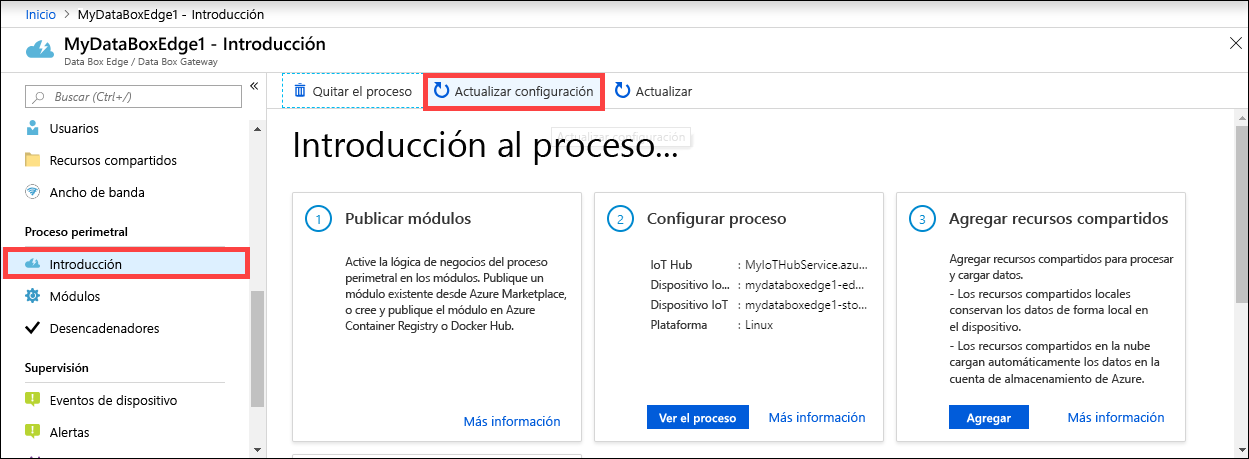 Inicio > MyDataBoxEdge1 - Introducción
MyDataBoxEdge1 - Introducción
Data Box Edge / Data Box Gateway
Buscar (Ctrl+/)
Usuarios
Recursos compartidos
Ancho de banda
Proceso perimetral
Introducción
Módulos
Desencadenadores
Supervisión
Eventos de dispositivo
Alertas
Quitar el proceso
Actualizar configuración
Actualizar
Actualizar configuración
Introducción al proceso...
1 Publicar módulos
Active la lógica de negocios del proceso
perimetral en los módulos. Publique un
módulo existente desde Azure Marketplace,
o cree y publique el módulo en Azure
Container Registry o Docker Hub.
Más información
2 Configurar proceso
IoT Hub : MyIoTHubService.azu...
Dispositivo Io... : mydataboxedge1-ed...
Dispositivo IoT : mydataboxedge1-sto...
Plataforma : Linux
Ver el proceso
Más información
3 Agregar recursos compartidos
Agregar recursos compartidos para procesar
y cargar datos.
- Los recursos compartidos locales
conservan los datos de forma local en
el dispositivo.
- Los recursos compartidos en la nube
cargan automáticamente los datos en la
cuenta de almacenamiento de Azure.
Agregar
Más información